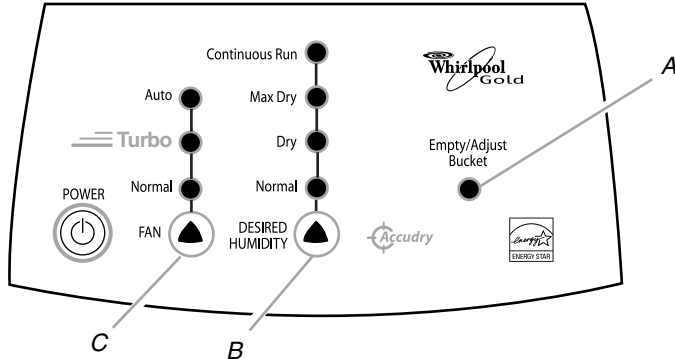 Continuous Run
Whirlpool
Gold
A
Auto
Max Dry
Turbo
Dry
Empty/Adjust
Bucket
Normal
Normal
POWER
FAN
DESIRED
HUMIDITY
Accudry
energy
ENERGY STAR
C
B